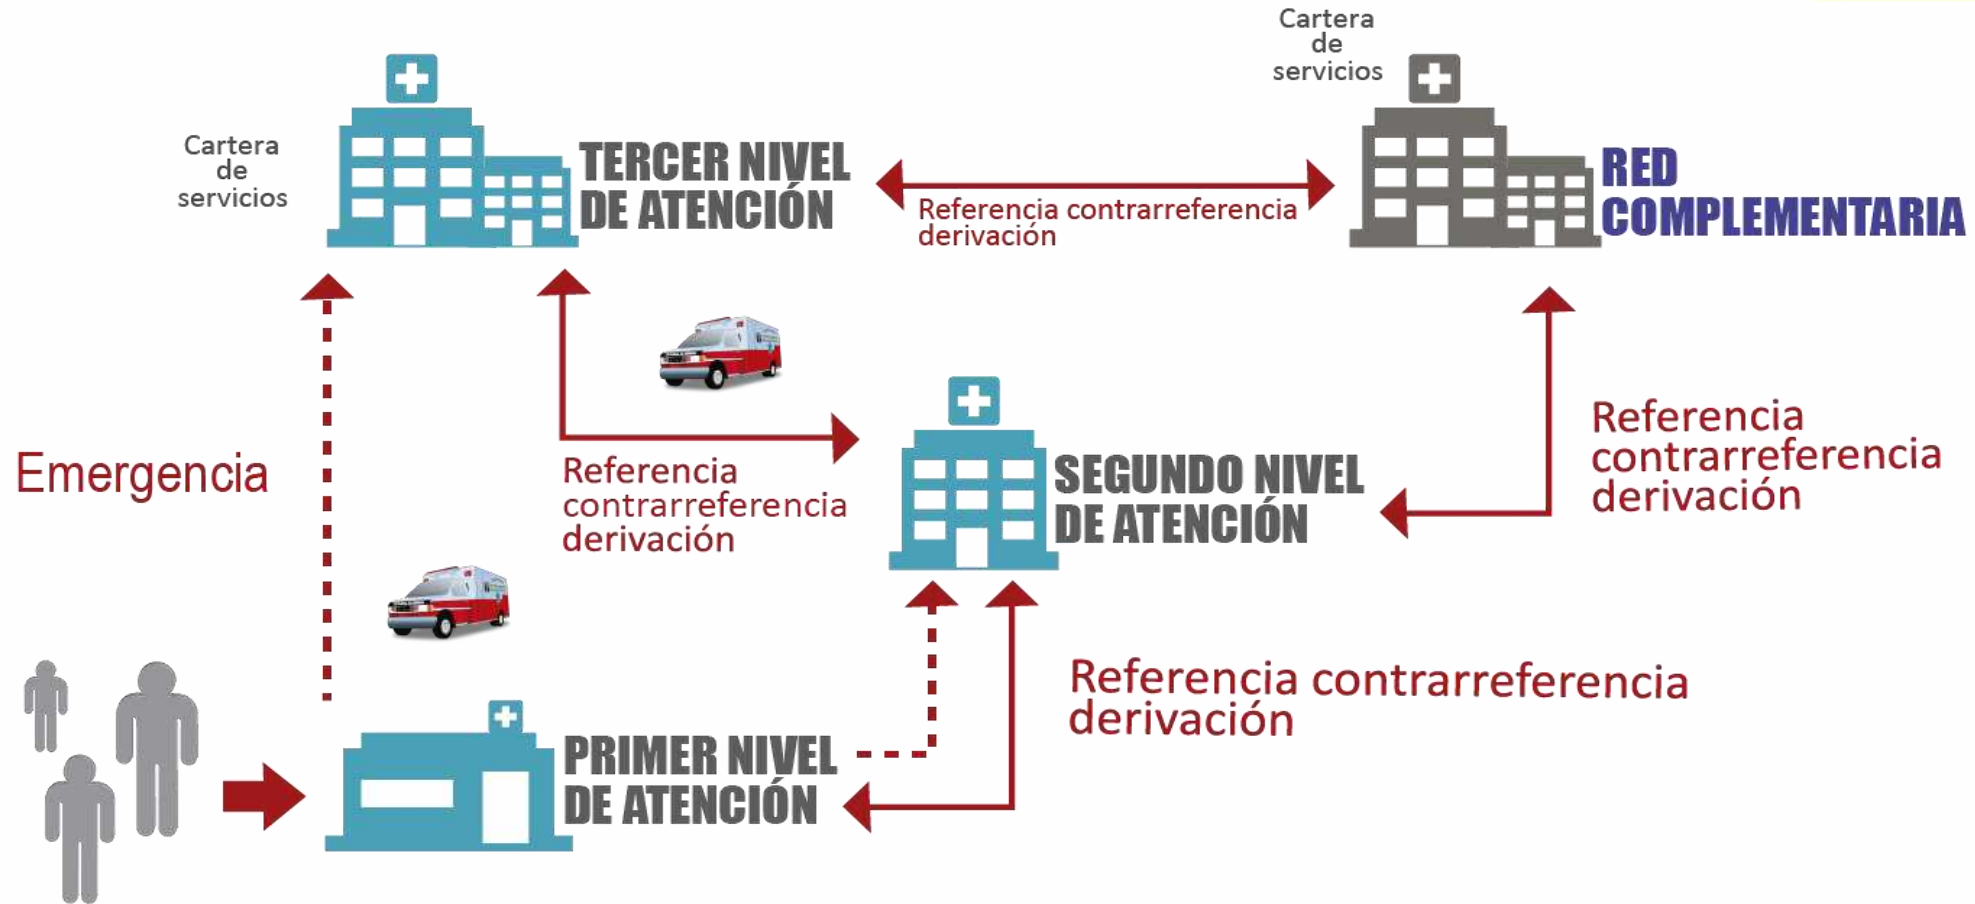 Cartera
de
servicios
TERCER NIVEL
DE ATENCIÓN
Referencia contrarreferencia
derivación
Cartera
de
servicios
RED
COMPLEMENTARIA
Emergencia
Referencia
contrarreferencia
derivación
SEGUNDO NIVEL
DE ATENCIÓN
Referencia
contrarreferencia
derivación
PRIMER NIVEL
DE ATENCIÓN
Referencia contrarreferencia
derivación